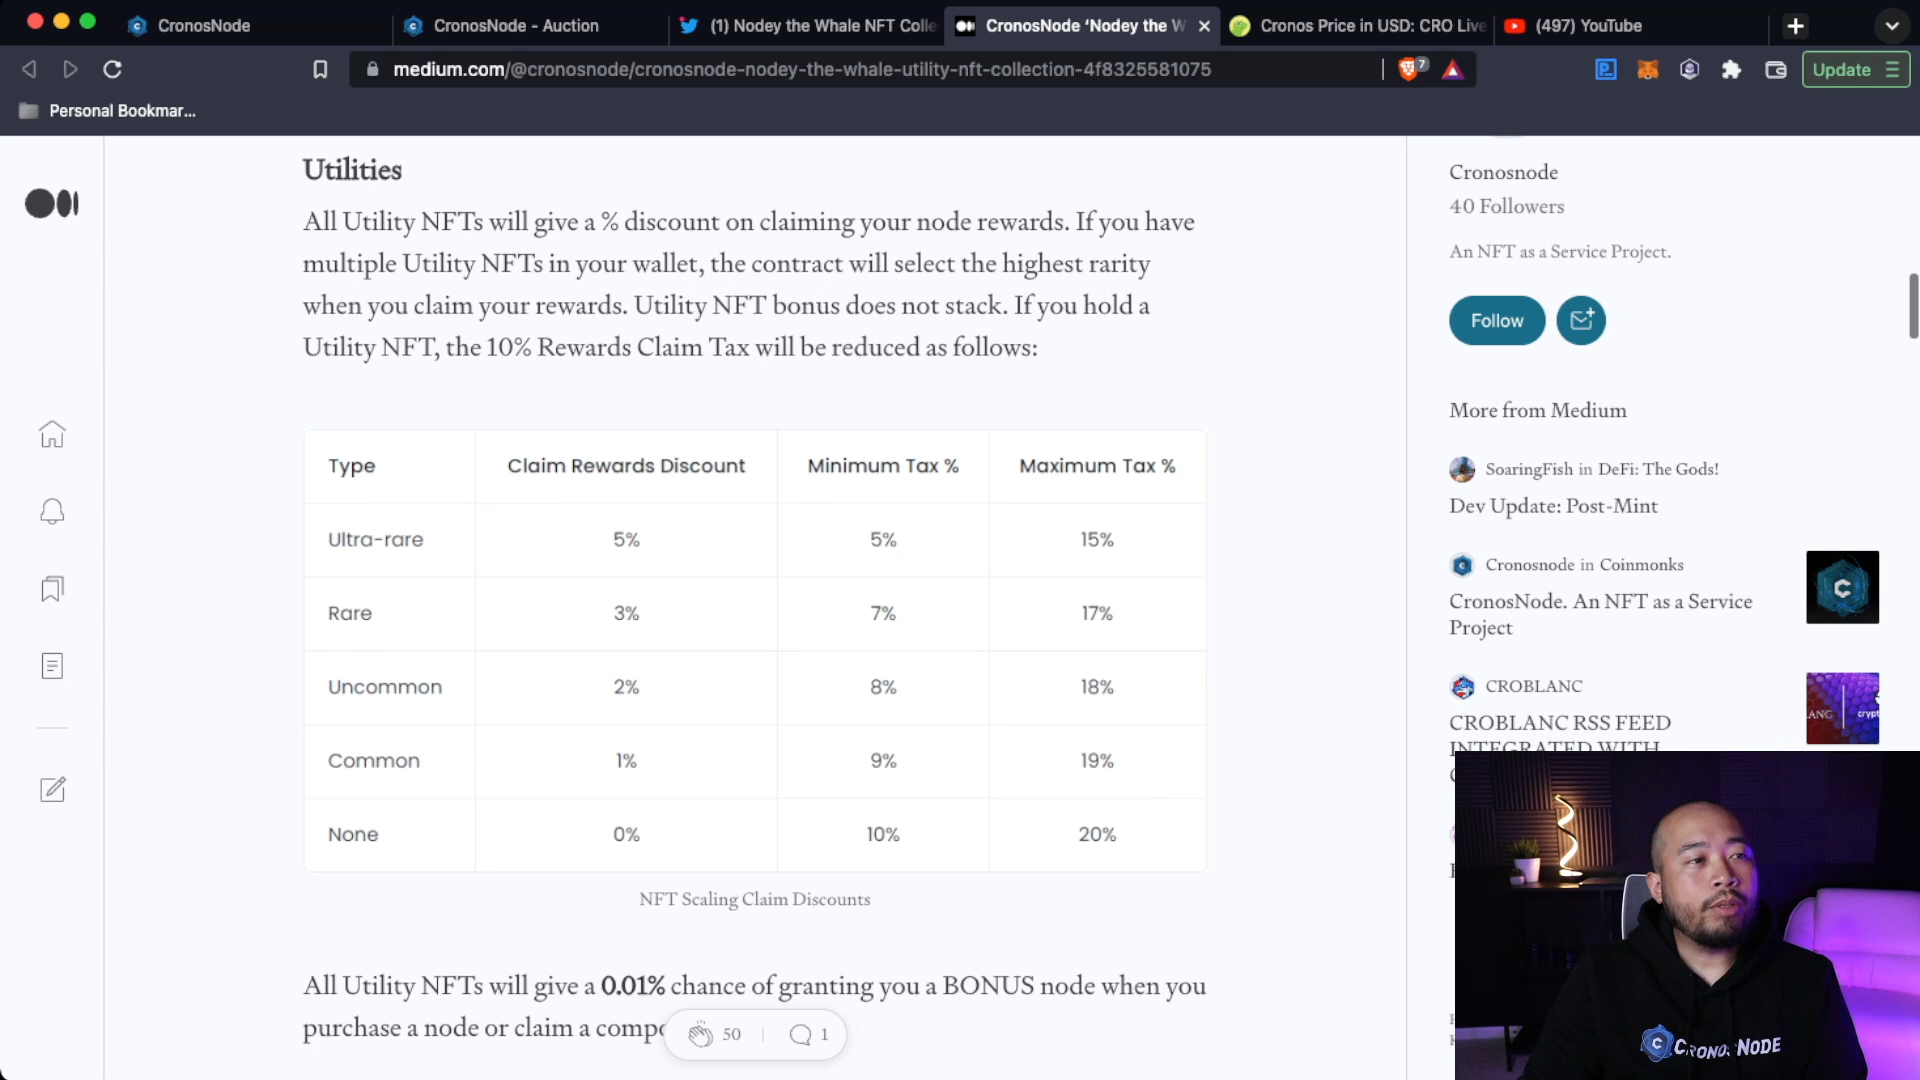 CronosNode
CronosNode - Auction
(1) Nodey the Whale NFT Colle
CronosNode ‘Nodey the W
Cronos Price in USD: CRO Live
(497) YouTube
medium.com/@cronosnode/cronosnode-nodey-the-whale-utility-nft-collection-4f8325581075
7
Update
Personal Bookmar...
Utilities
All Utility NFTs will give a % discount on claiming your node rewards. If you have
multiple Utility NFTs in your wallet, the contract will select the highest rarity
when you claim your rewards. Utility NFT bonus does not stack. If you hold a
Utility NFT, the 10% Rewards Claim Tax will be reduced as follows:
Type Claim Rewards Discount Minimum Tax % Maximum Tax %
Ultra-rare 5% 5% 15%
Rare 3% 7% 17%
Uncommon 2% 8% 18%
Common 1% 9% 19%
None 0% 10% 20%
NFT Scaling Claim Discounts
All Utility NFTs will give a 0.01% chance of granting you a BONUS node when you
purchase a node or claim a
50
1
Cronosnode
40 Followers
An NFT as a Service Project.
Follow
More from Medium
SoaringFish in DeFi: The Gods!
Dev Update: Post-Mint
Cronosnode in Coinmonks
CronosNode. An NFT as a Service
Project
CROBLANC
CROBLANC RSS FEED
INTEGRATED WITH
CRONOSNODE